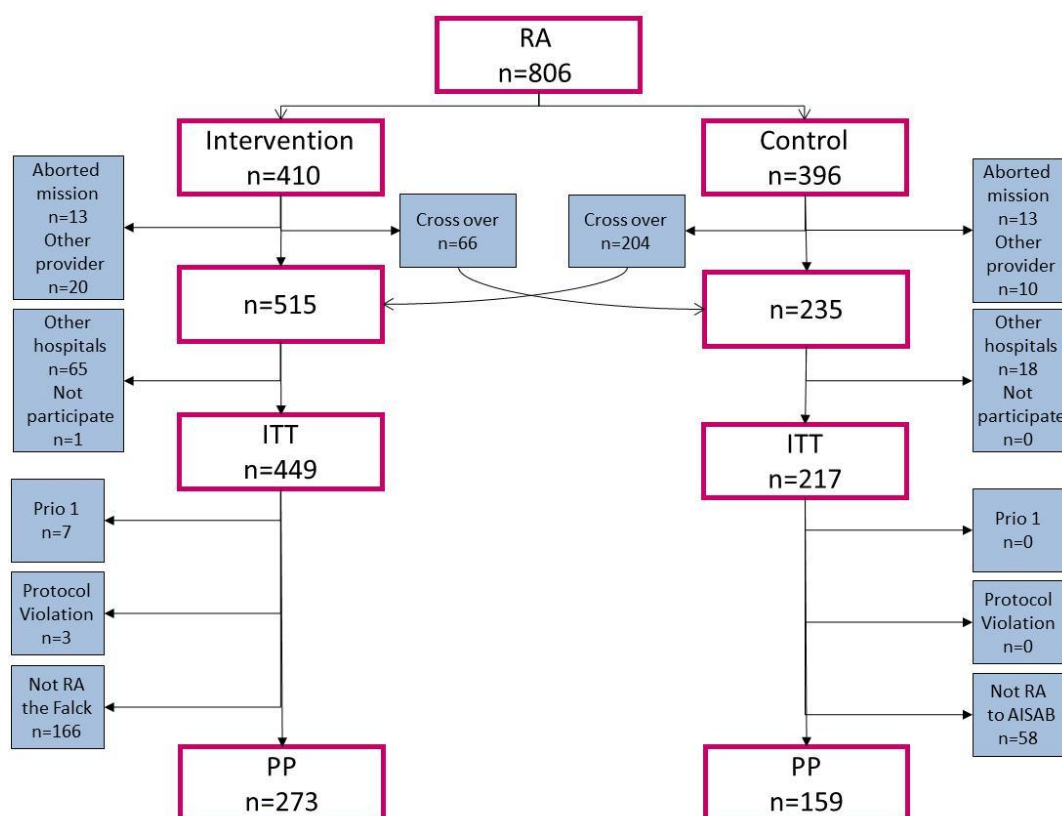 RA
n=806
Intervention
n=410
Control
n=396
Aborted
mission
n=13
Other
provider
n=20
Cross over
n=66
Cross over
n=204
Aborted
mission
n=13
Other
provider
n=10
n=515
n=235
Other
hospitals
n=65
Not
participate
n=1
Other
hospitals
n=18
Not
participate
n=0
ITT
n=449
ITT
n=217
Prio 1
n=7
Prio 1
n=0
Protocol
Violation
n=3
Protocol
Violation
n=0
Not RA
the Falck
n=166
Not RA
to AISAB
n=58
PP
n=273
PP
n=159